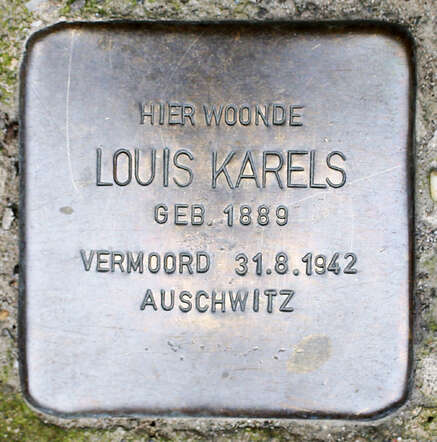 HIER WOONDE
LOUIS KARELS
GEB. 1889
VERMOORD 31.8.1942
AUSCHWITZ